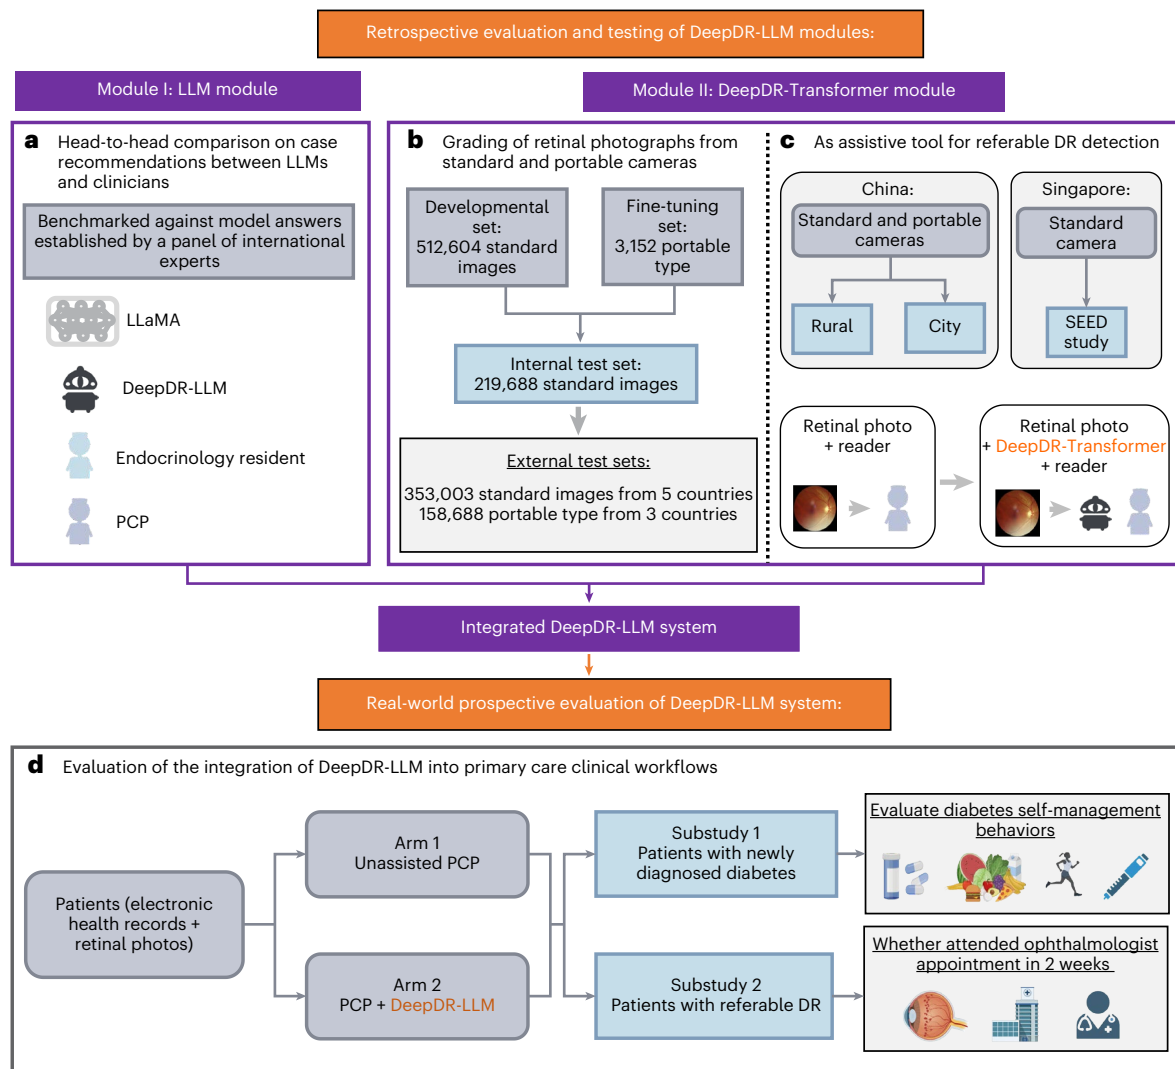 Retrospective evaluation and testing of DeepDR-LLM modules:
Module I: LLM module
Module II: DeepDR-Transformer module
a Head-to-head comparison on case
recommendations between LLMs
and clinicians
Benchmarked against model answers
established by a panel of international
experts
LLaMA
DeepDR-LLM
Endocrinology resident
PCP
b Grading of retinal photographs from
standard and portable cameras
Developmental
set:
512,604 standard
images
Fine-tuning
set:
3,152 portable
type
Internal test set:
219,688 standard images
External test sets:
353,003 standard images from 5 countries
158,688 portable type from 3 countries
c As assistive tool for referable DR detection
China:
Standard and portable
cameras
Rural
City
Singapore:
Standard
camera
SEED
study
Retinal photo
+ reader
Retinal photo
+ DeepDR-Transformer
+ reader
Integrated DeepDR-LLM system
Real-world prospective evaluation of DeepDR-LLM system:
d Evaluation of the integration of DeepDR-LLM into primary care clinical workflows
Patients (electronic
health records +
retinal photos)
Arm 1
Unassisted PCP
Arm 2
PCP + DeepDR-LLM
Substudy 1
Patients with newly
diagnosed diabetes
Substudy 2
Patients with referable DR
Evaluate diabetes self-management
behaviors
Whether attended ophthalmologist
appointment in 2 weeks